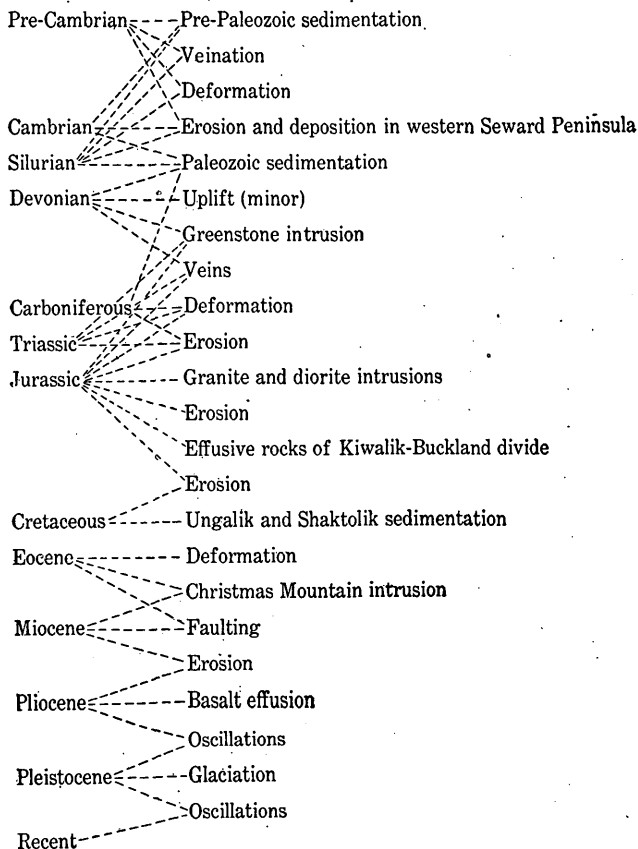 Pre-Cambrian Pre-Paleozoic sedimentation
Veination
Deformation
Cambrian Erosion and deposition in western Seward Peninsula
Silurian Paleozoic sedimentation
Devonian Uplift (minor)
Greenstone intrusion
Veins
Carboniferous Deformation
Triassic Erosion
Jurassic Granite and diorite intrusions
Erosion
Effusive rocks of Kiwalik-Buckland divide
Erosion
Cretaceous Ungalik and Shaktolik sedimentation
Eocene Deformation
Christmas Mountain intrusion
Miocene Faulting
Erosion
Pliocene Basalt effusion
Oscillations
Pleistocene Glaciation
Oscillations
Recent